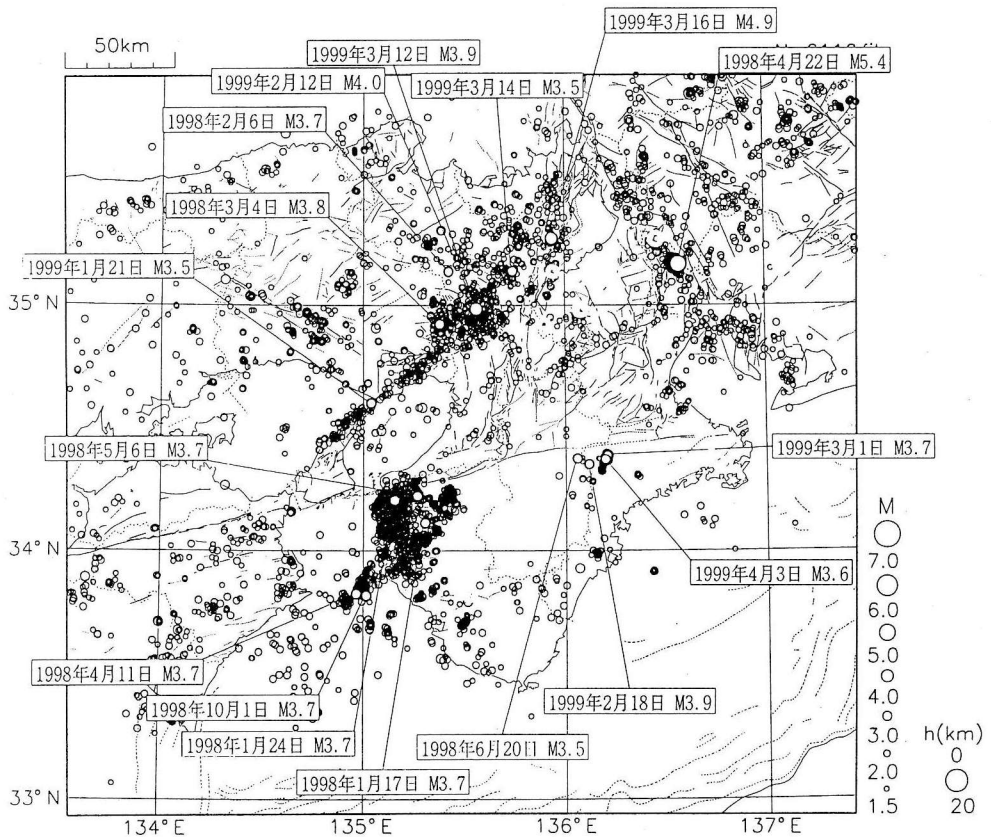 50km
1999年3月16日 M4.9
1999年3月12日 M3.9
1998年4月22日 M5.4
1999年2月12日 M4.0
1999年3月14日 M3.5
1998年2月6日 M3.7
1998年3月4日 M3.8
1999年1月21日 M3.5
35°N
1998年5月6日 M3.7
1999年3月1日 M3.7
34°N
1999年4月3日 M3.6
1998年4月11日 M3.7
1998年10月1日 M3.7
1999年2月18日 M3.9
1998年1月24日 M3.7
1998年6月20日 M3.5
1998年1月17日 M3.7
33°N
134°E
135°E
136°E
137°E
M
7.0
6.0
5.0
4.0
3.0
2.0
1.5
h(km)
0
20